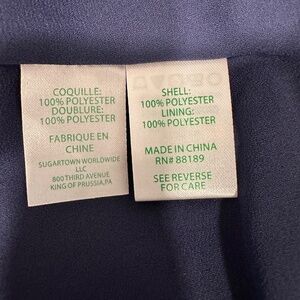 COQUILLE:
100% POLYESTER
DOUBLURE:
100% POLYESTER
FABRIQUE EN
CHINE
SUGARTOWN WORLDWIDE
LLC
800 THIRD AVENUE
KING OF PRUSSIA,PA
SHELL:
100% POLYESTER
LINING:
100% POLYESTER
MADE IN CHINA
RN# 88189
SEE REVERSE
FOR CARE